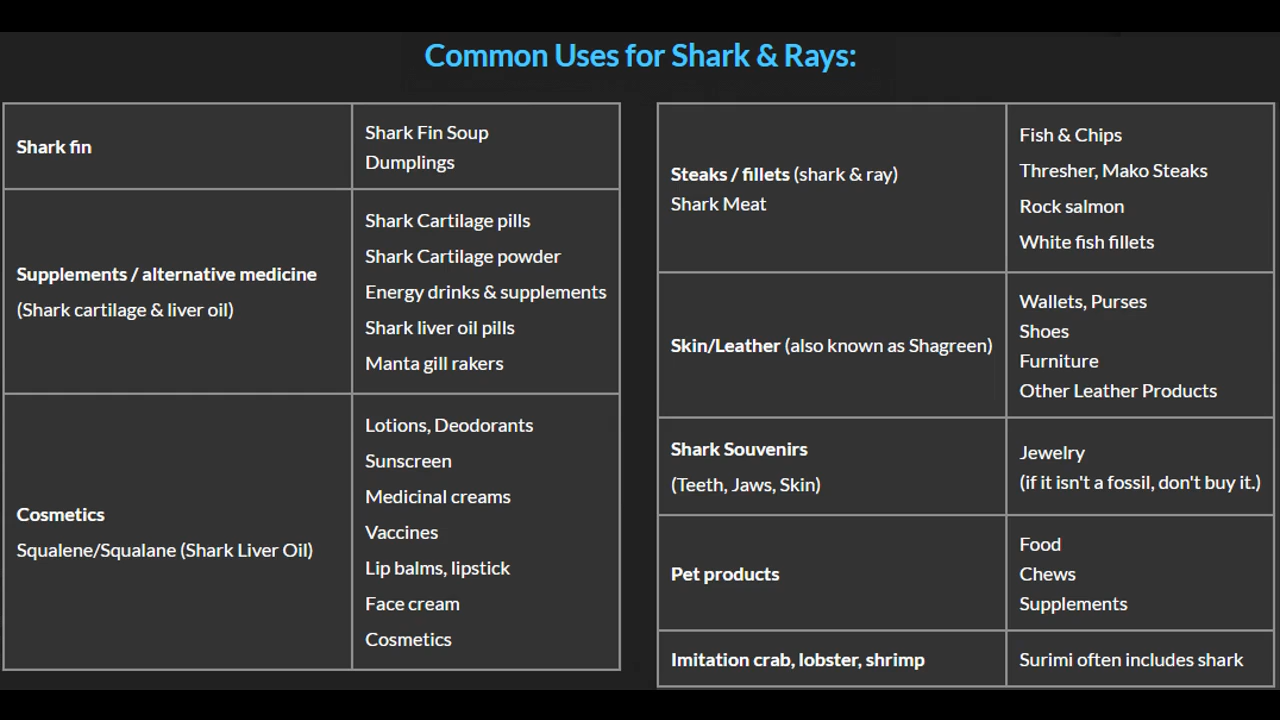 Common Uses for Shark & Rays:
Shark fin
Shark Fin Soup
Dumplings
Supplements / alternative medicine
(Shark cartilage & liver oil)
Shark Cartilage pills
Shark Cartilage powder
Energy drinks & supplements
Shark liver oil pills
Manta gill rakers
Cosmetics
Squalene/Squalane (Shark Liver Oil)
Lotions, Deodorants
Sunscreen
Medicinal creams
Vaccines
Lip balms, lipstick
Face cream
Cosmetics
Steaks / fillets (shark & ray)
Shark Meat
Fish & Chips
Thresher, Mako Steaks
Rock salmon
White fish fillets
Skin/Leather (also known as Shagreen)
Wallets, Purses
Shoes
Furniture
Other Leather Products
Shark Souvenirs
(Teeth, Jaws, Skin)
Jewelry
(if it isn't a fossil, don't buy it.)
Pet products
Food
Chews
Supplements
Imitation crab, lobster, shrimp
Surimi often includes shark